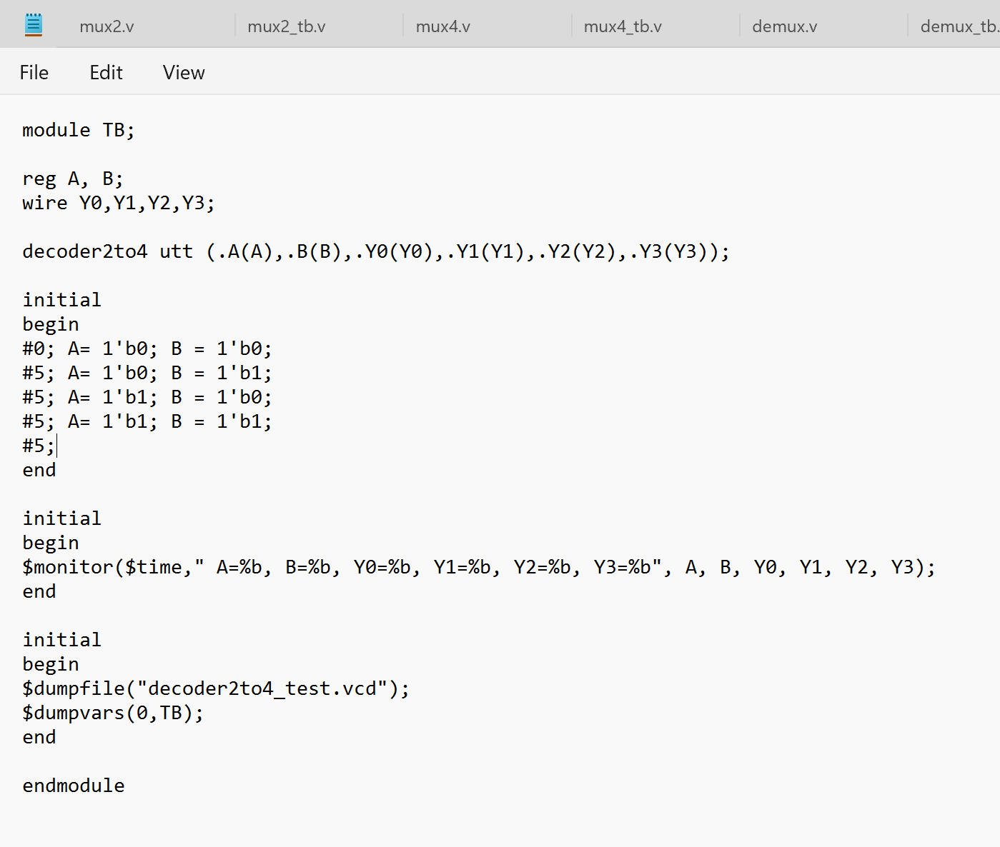 mux2.v mux2_tb.v mux4.v mux4_tb.v demux.v demux_tb.
File Edit View
module TB;
reg A, B;
wire Y0,Y1,Y2,Y3;
decoder2to4 utt (.A(A),.B(B),.Y0(Y0),.Y1(Y1),.Y2(Y2),.Y3(Y3));
initial
begin
#0; A= 1'b0; B = 1'b0;
#5; A= 1'b0; B = 1'b1;
#5; A= 1'b1; B = 1'b0;
#5; A= 1'b1; B = 1'b1;
#5;
end
initial
begin
$monitor($time," A=%b, B=%b, Y0=%b, Y1=%b, Y2=%b, Y3=%b", A, B, Y0, Y1, Y2, Y3);
end
initial
begin
$dumpfile("decoder2to4_test.vcd");
$dumpvars(0,TB);
end
endmodule